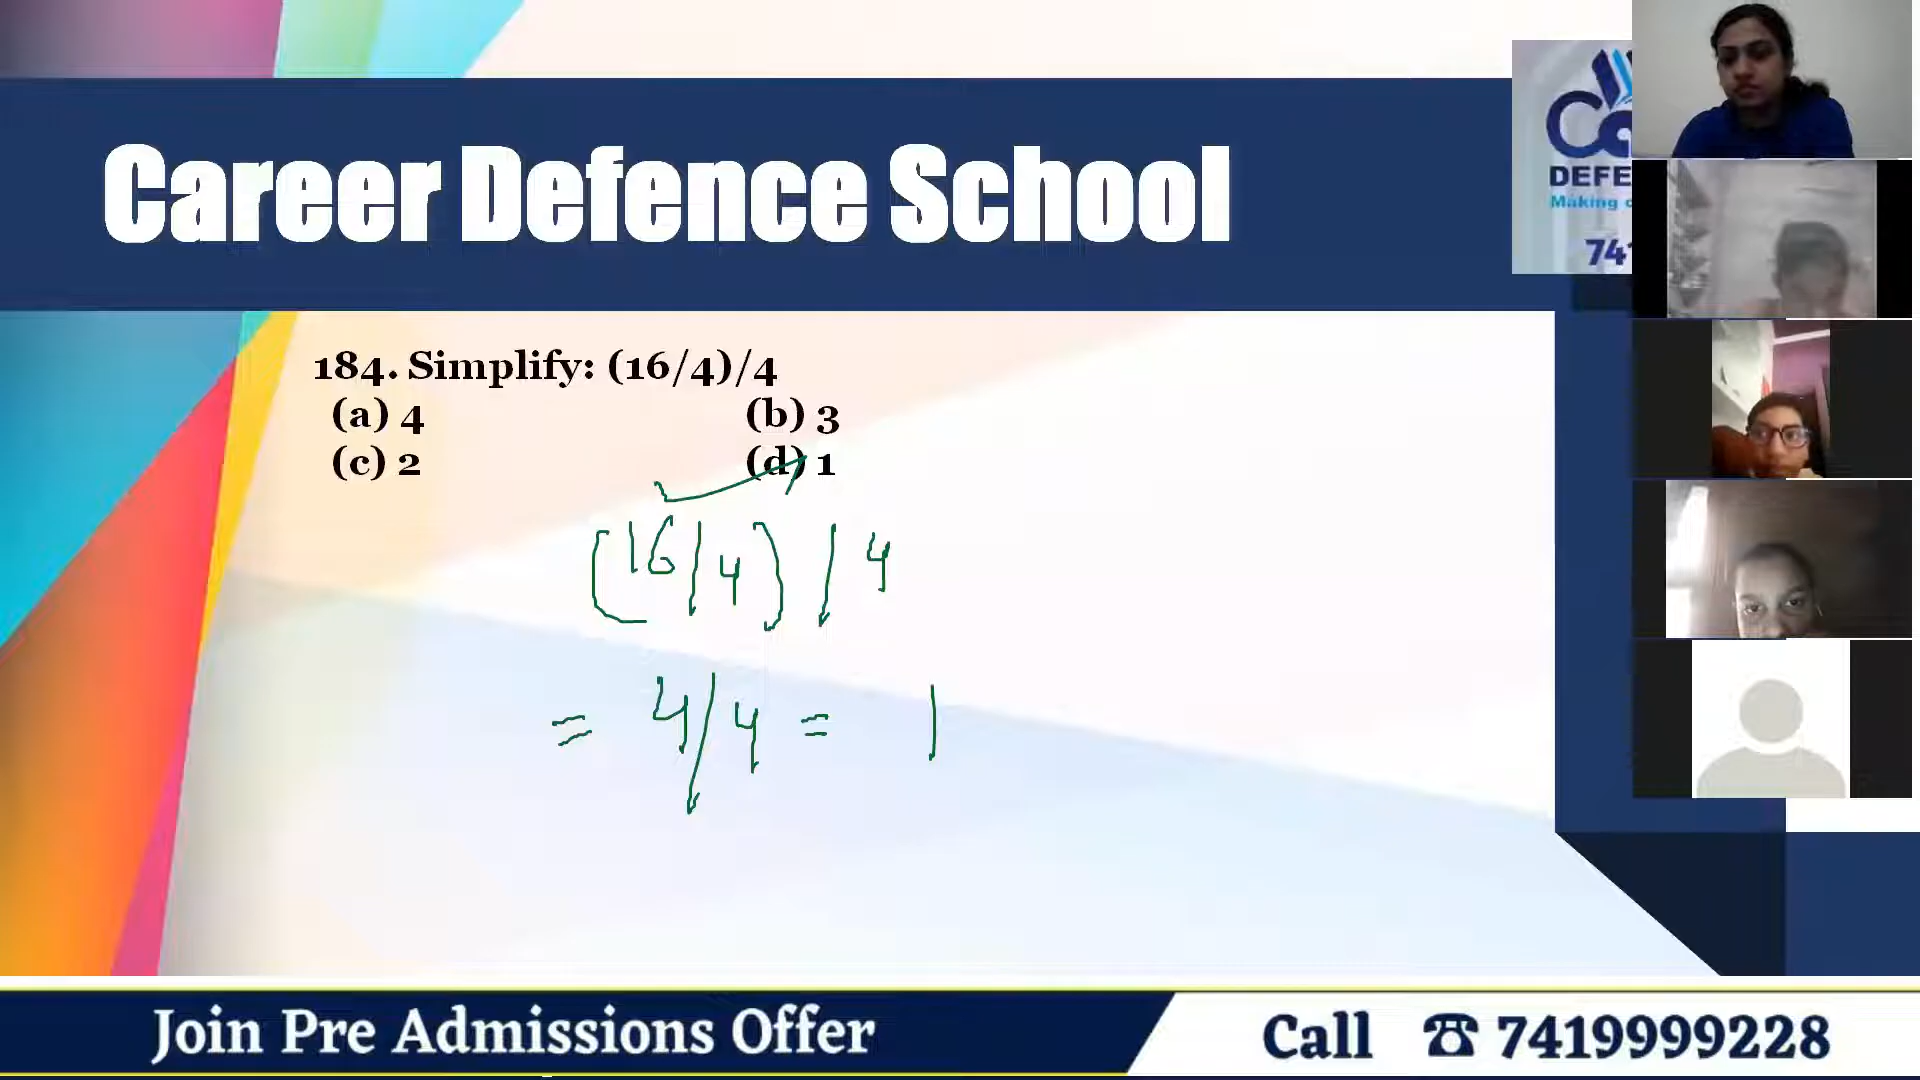 Career Defence School
DEFE
Making
741
184. Simplify: (16/4)/4
(a) 4 (b) 3
(c) 2 (d) 1
(16/4) / 4
= 4/4 = 1
Join Pre Admissions Offer
Call ☎ 7419999228